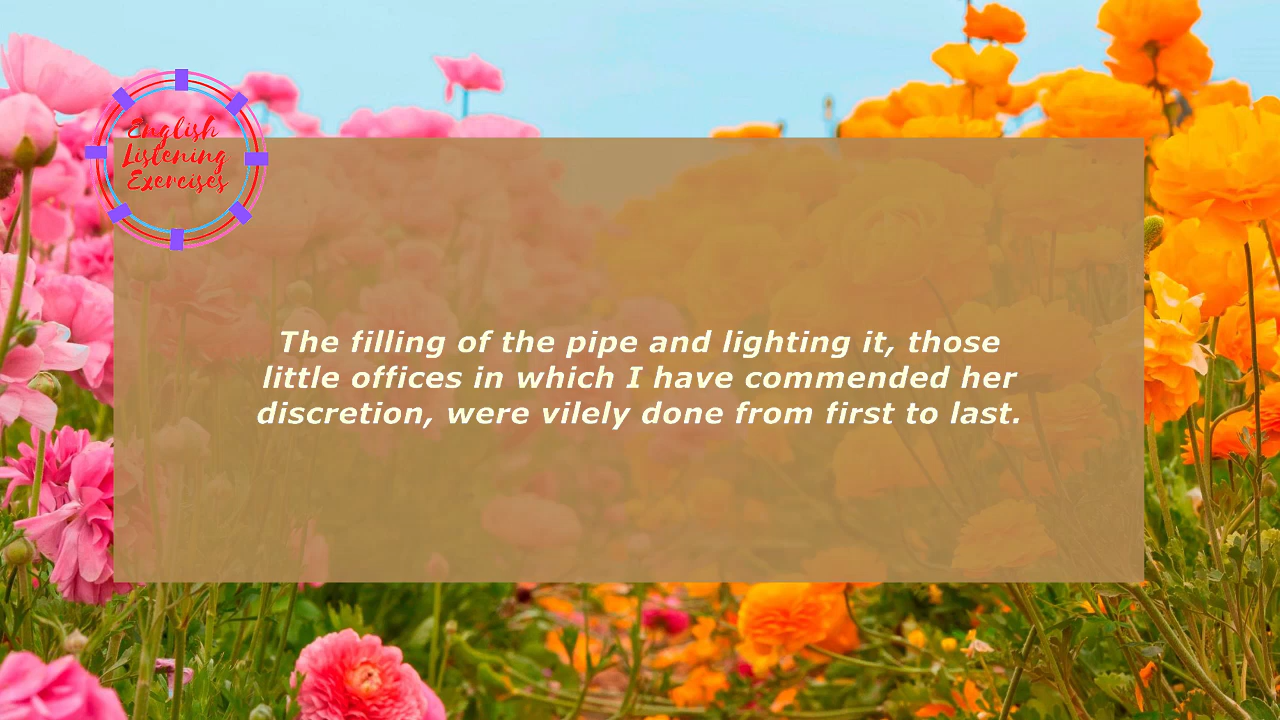 English
Listening
Exercises
The filling of the pipe and lighting it, those
little offices in which I have commended her
discretion, were vilely done from first to last.